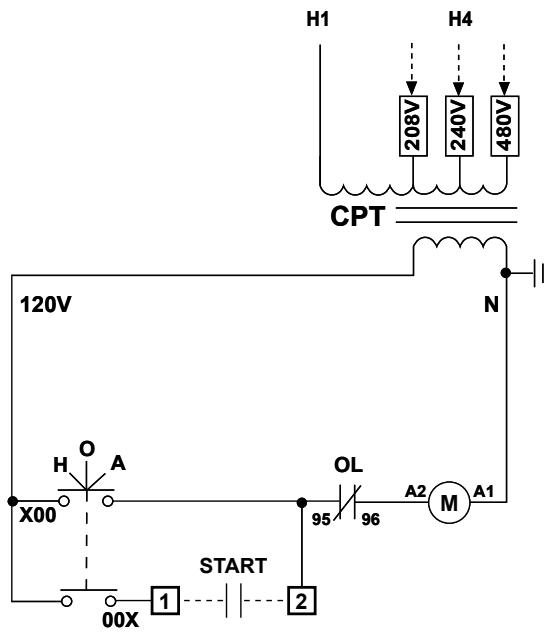 H1 H4
208V 240V 480V
CPT
120V N
H O A
OL
X00
95 96
A2 M A1
START
1 2
00X